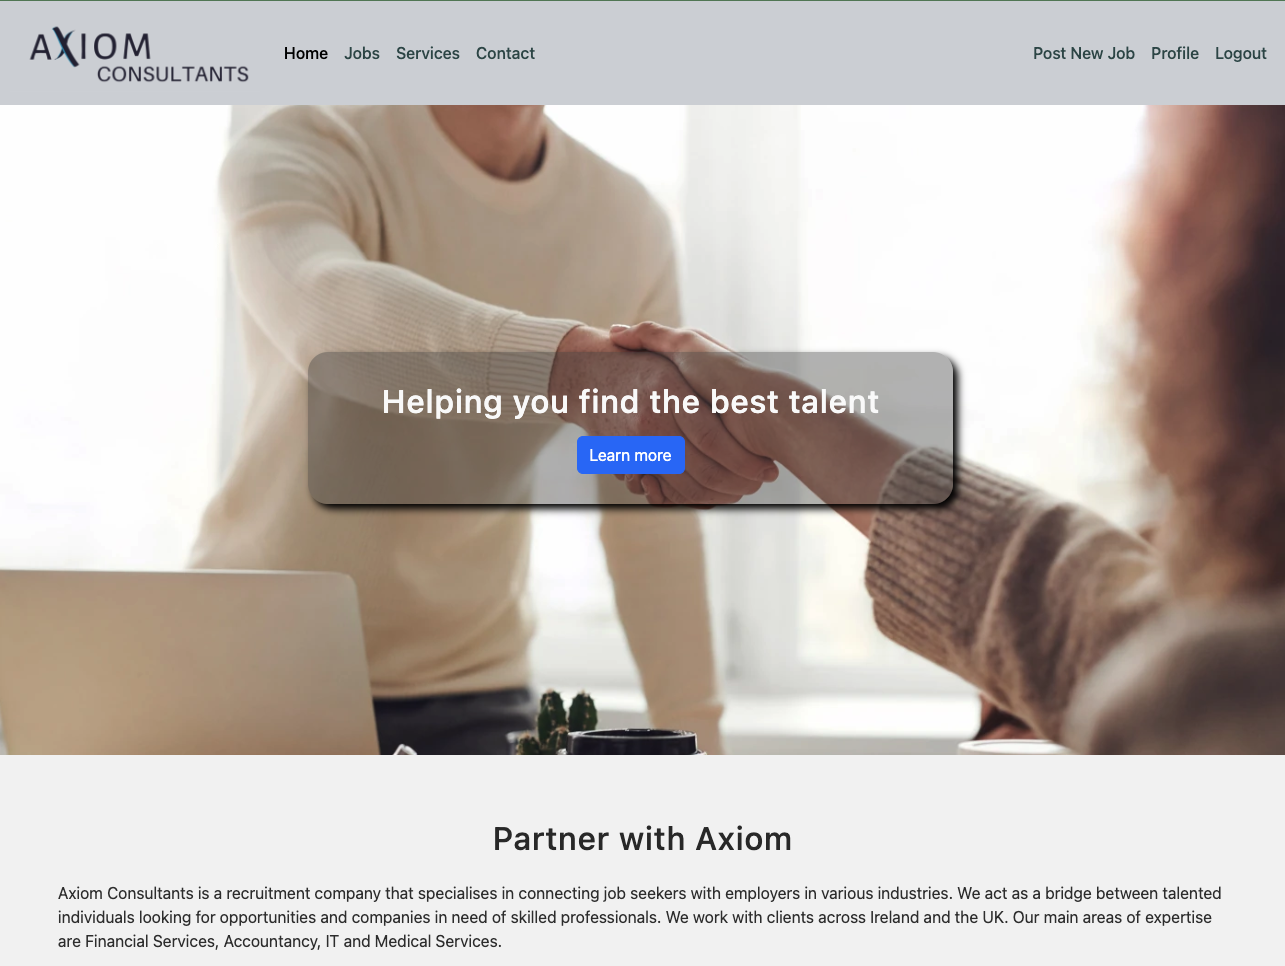 AXIOM
CONSULTANTS
Home Jobs Services Contact
Post New Job Profile Logout
Helping you find the best talent
Learn more
Partner with Axiom
Axiom Consultants is a recruitment company that specialises in connecting job seekers with employers in various industries. We act as a bridge between talented
individuals looking for opportunities and companies in need of skilled professionals. We work with clients across Ireland and the UK. Our main areas of expertise
are Financial Services, Accountancy, IT and Medical Services.